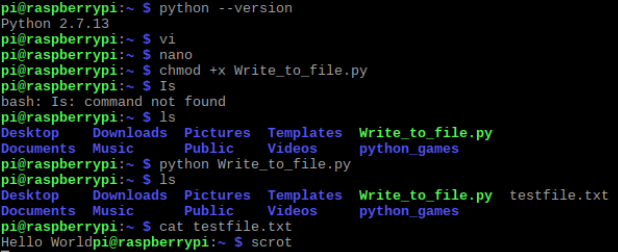 pi@raspberrypi:~ $ python --version
Python 2.7.13
pi@raspberrypi:~ $ vi
pi@raspberrypi:~ $ nano
pi@raspberrypi:~ $ chmod +x Write_to_file.py
pi@raspberrypi:~ $ Is
bash: Is: command not found
pi@raspberrypi:~ $ ls
Desktop    Downloads  Pictures  Templates  Write_to_file.py
Documents  Music      Public    Videos     python_games
pi@raspberrypi:~ $ python Write_to_file.py
pi@raspberrypi:~ $ ls
Desktop    Downloads  Pictures  Templates  Write_to_file.py  testfile.txt
Documents  Music      Public    Videos     python_games
pi@raspberrypi:~ $ cat testfile.txt
Hello Worldpi@raspberrypi:~ $ scrot